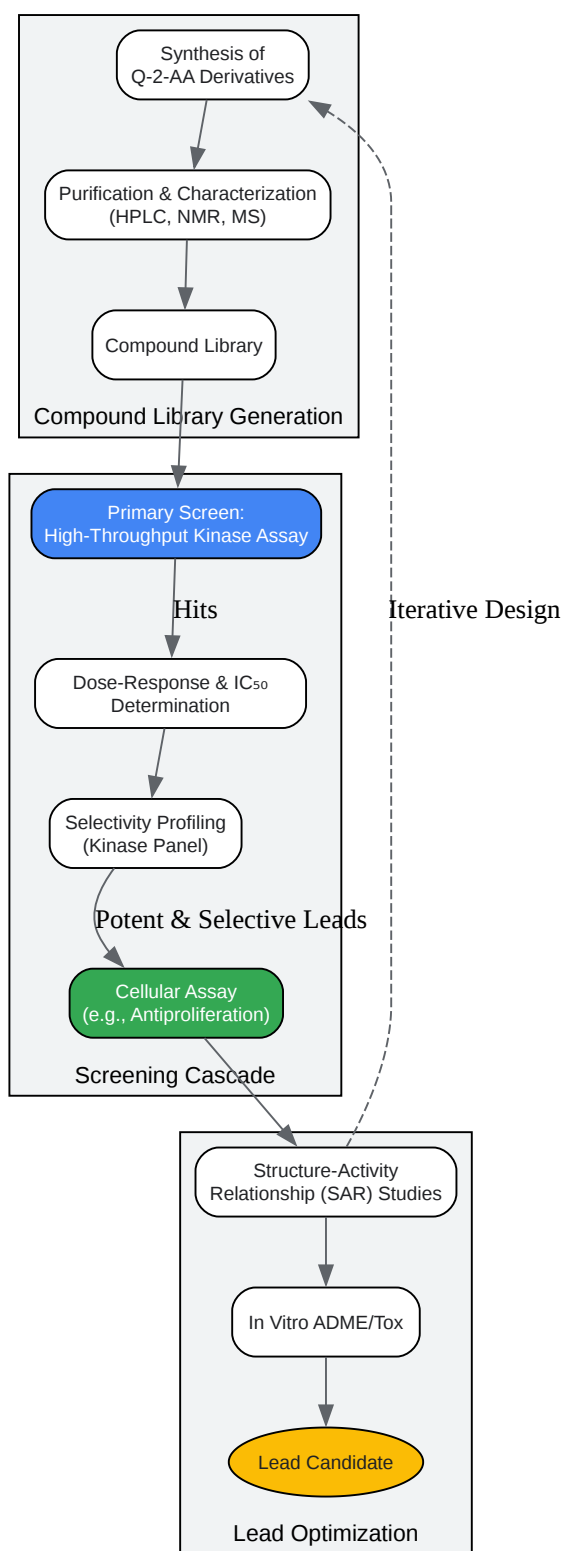 Synthesis of
Q-2-AA Derivatives
Purification & Characterization
(HPLC, NMR, MS)
Compound Library
Compound Library Generation
Primary Screen:
High-Throughput Kinase Assay
Hits
Iterative Design
Dose-Response & IC₅₀
Determination
Selectivity Profiling
(Kinase Panel)
Potent & Selective Leads
Cellular Assay
(e.g., Antiproliferation)
Screening Cascade
Structure-Activity
Relationship (SAR) Studies
In Vitro ADME/Tox
Lead Candidate
Lead Optimization